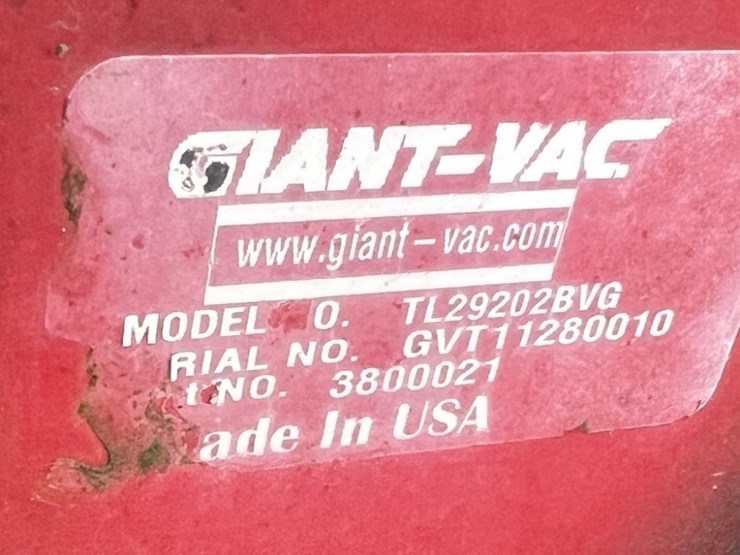 GIANT-VAC
www.giant-vac.com
MODEL O. TL29202BVG
RIAL NO. GVT11280010
t NO. 3800021
ade In USA